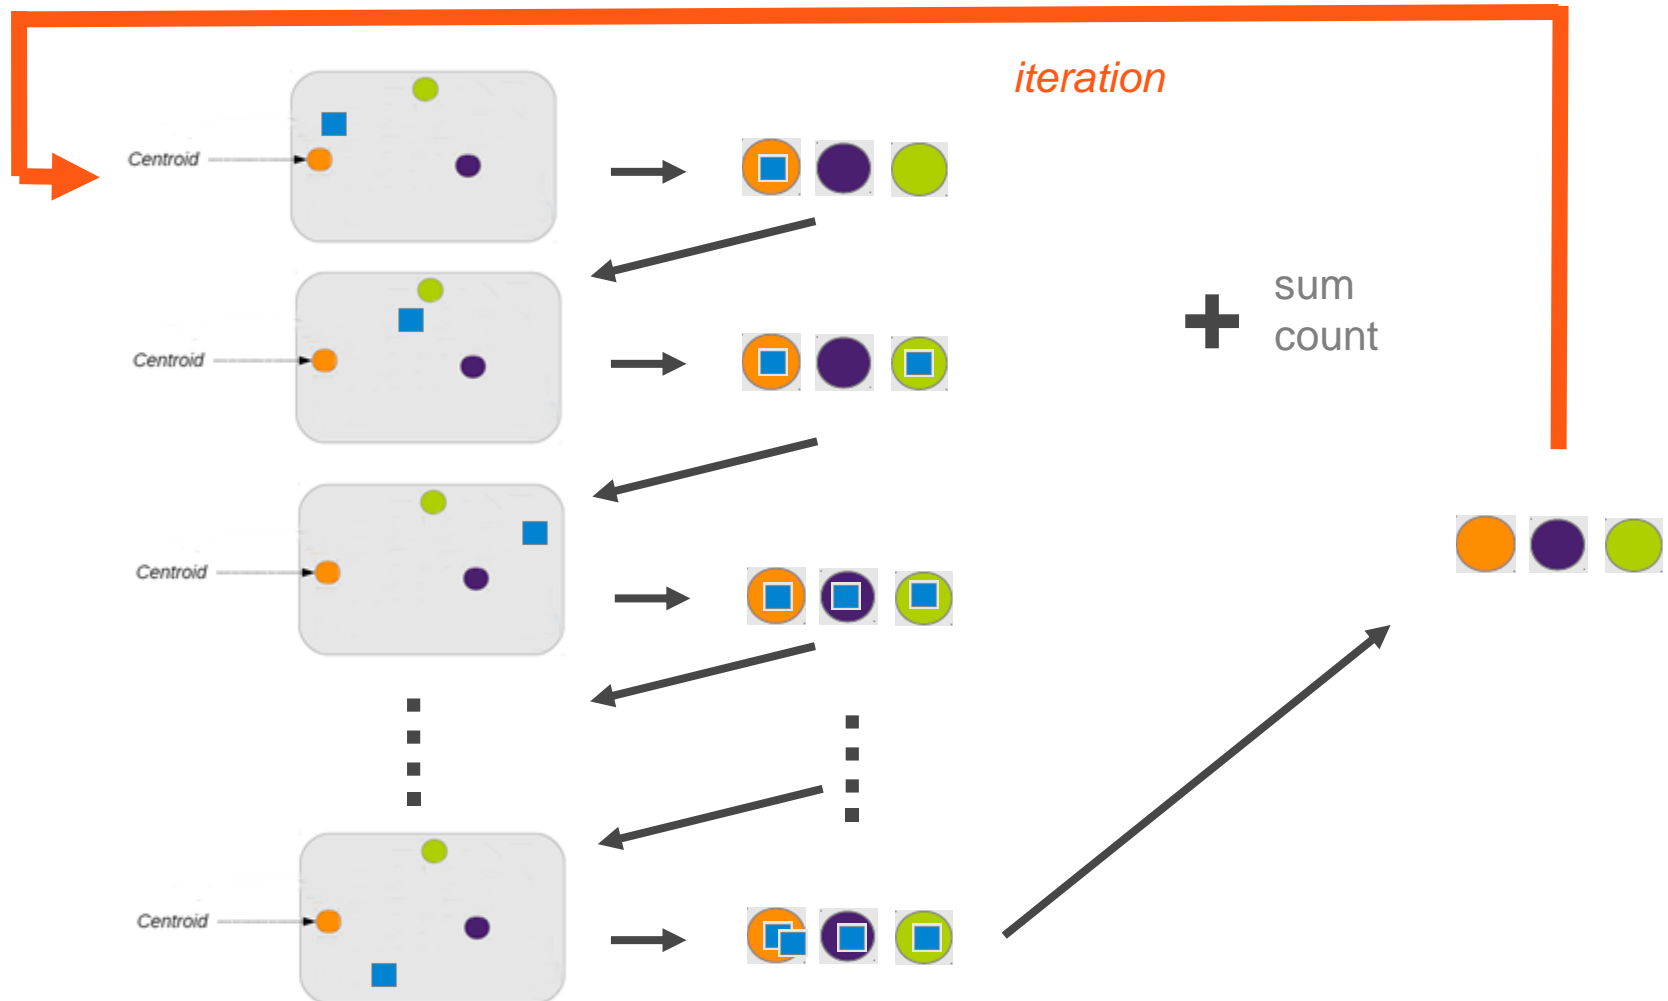 iteration
Centroid
sum
count
Centroid
Centroid
Centroid